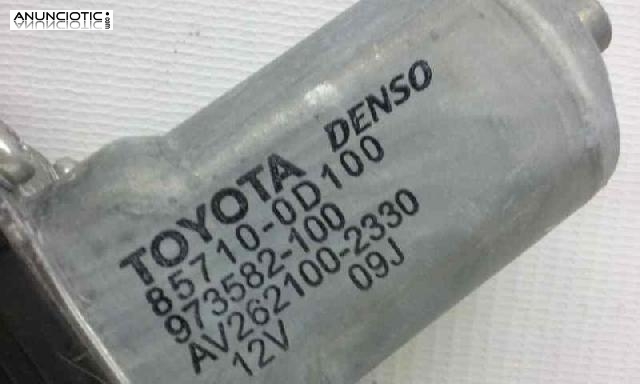 ANUNCIOTIC.com
TOYOTA DENSO
85710-0D100
973582-100
AV262100-2330
12V 09J